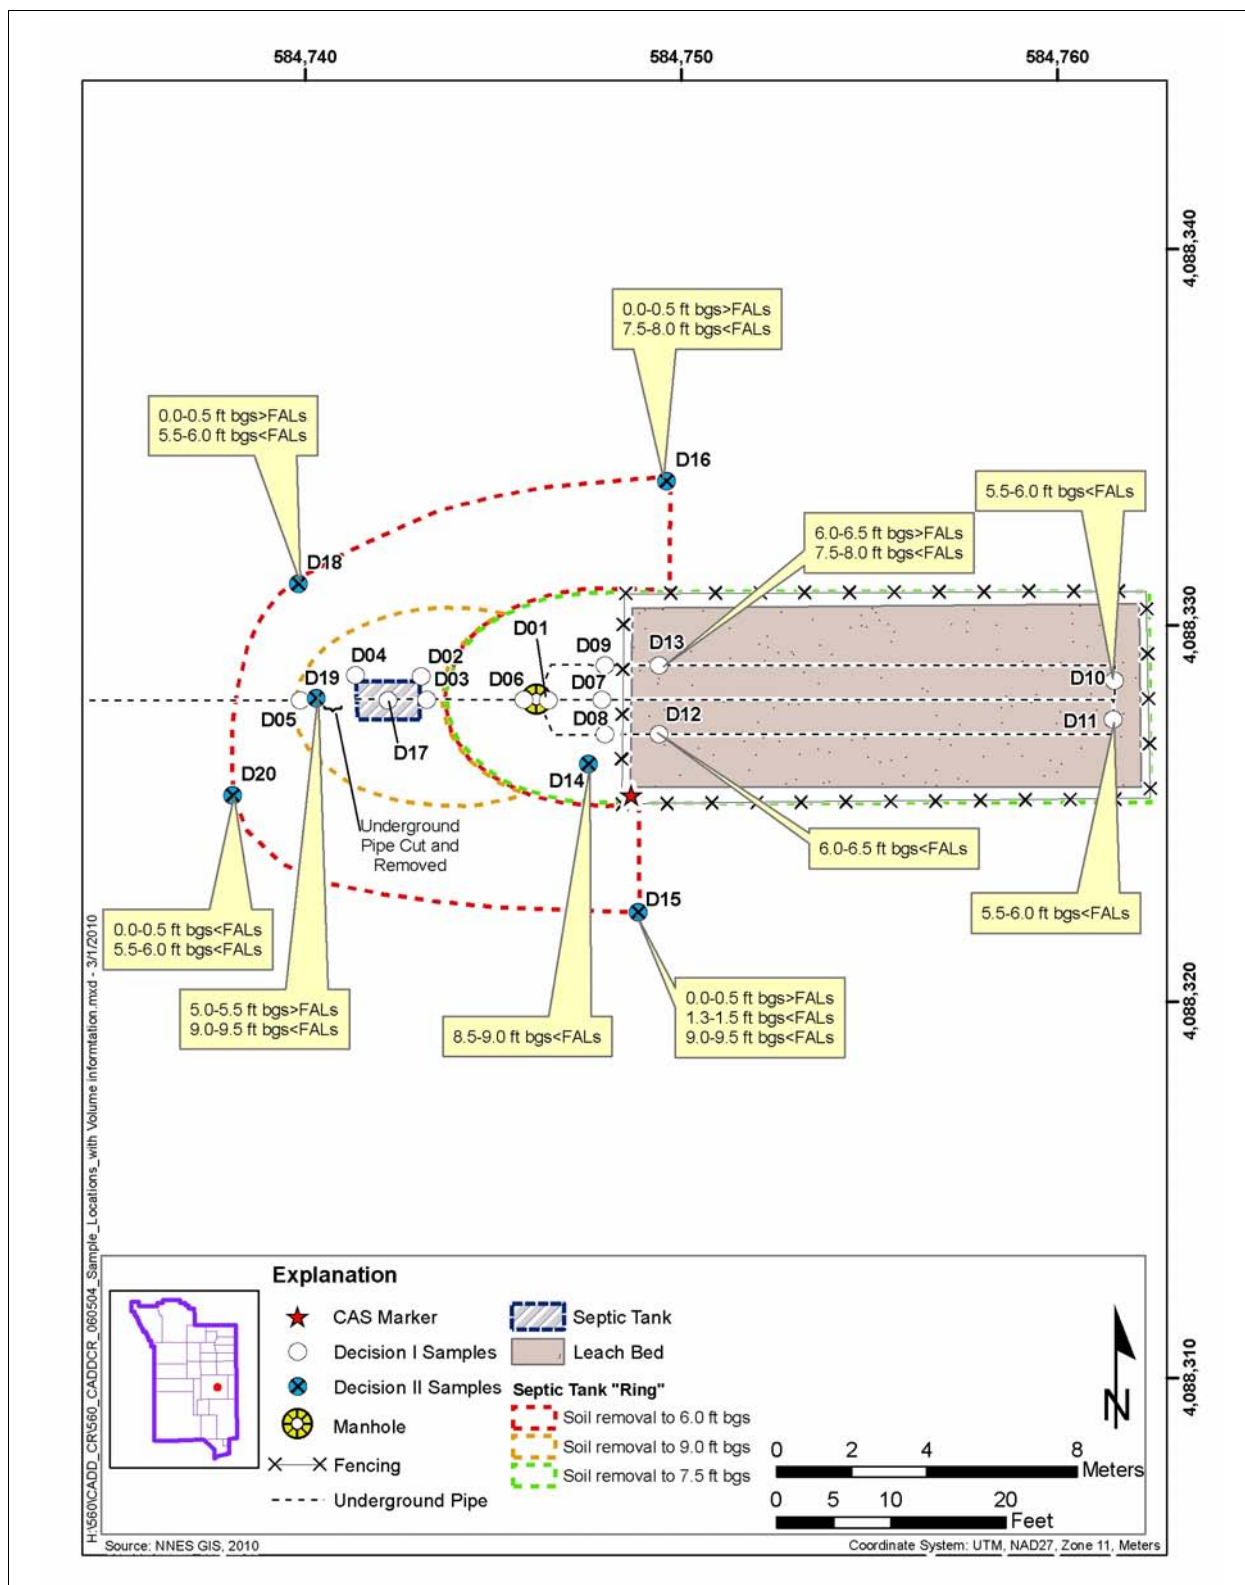 584,740
584,750
584,760
4,088,340
0.0-0.5 ft bgs>FALs
7.5-8.0 ft bgs<FALs
0.0-0.5 ft bgs>FALs
5.5-6.0 ft bgs<FALs
D16
5.5-6.0 ft bgs<FALs
6.0-6.5 ft bgs>FALs
7.5-8.0 ft bgs<FALs
D18
4,088,330
D01
D09
D13
D04
D02
D19
D03
D06
D07
D10
D05
D08
D12
D11
D17
D14
D20
Underground
Pipe Cut and
Removed
6.0-6.5 ft bgs<FALs
D15
0.0-0.5 ft bgs<FALs
5.5-6.0 ft bgs<FALs
5.5-6.0 ft bgs<FALs
5.0-5.5 ft bgs>FALs
9.0-9.5 ft bgs<FALs
8.5-9.0 ft bgs<FALs
0.0-0.5 ft bgs>FALs
1.3-1.5 ft bgs<FALs
9.0-9.5 ft bgs<FALs
4,088,320
4,088,310
H:\560\CADD_CR\560_CADDCR_060504_Sample_Locations_with Volume informtation.mxd - 3/1/2010
Explanation
CAS Marker
Decision I Samples
Decision II Samples
Manhole
Fencing
Underground Pipe
Septic Tank
Leach Bed
Septic Tank "Ring"
Soil removal to 6.0 ft bgs
Soil removal to 9.0 ft bgs
Soil removal to 7.5 ft bgs
N
0 2 4 8
Meters
0 5 10 20
Feet
Source: NNES GIS, 2010
Coordinate System: UTM, NAD27, Zone 11, Meters